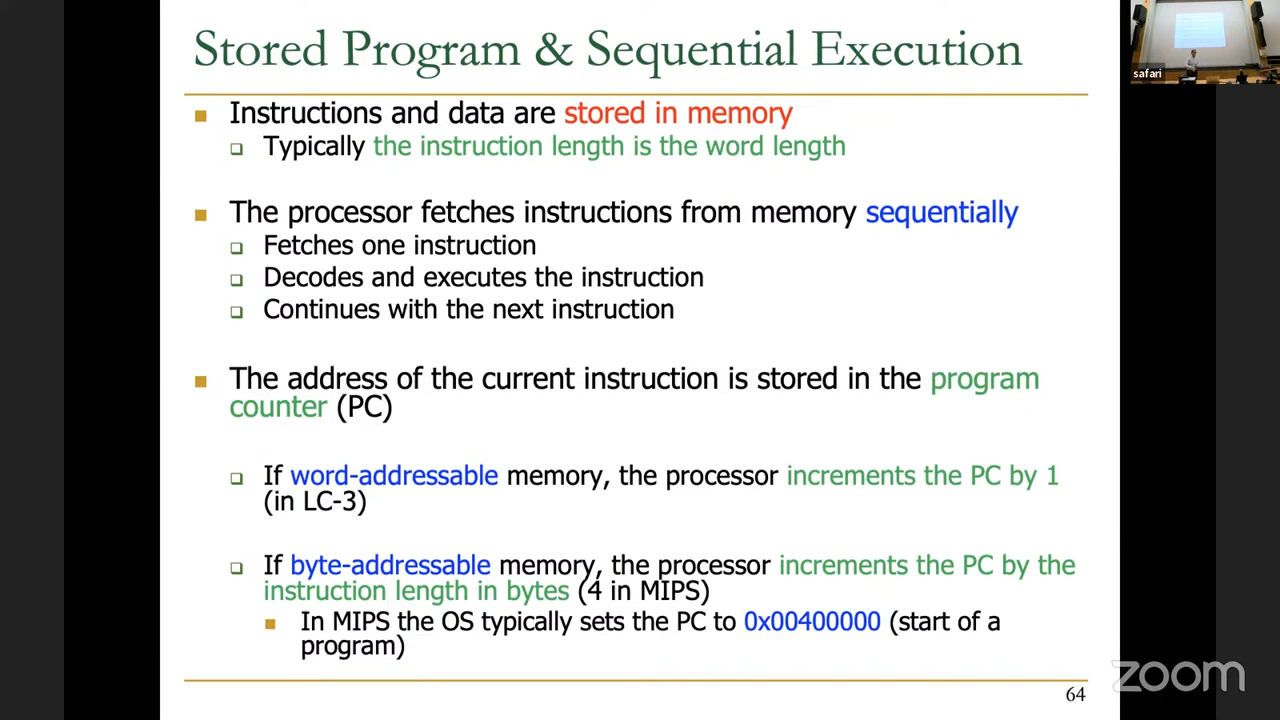 Stored Program & Sequential Execution
Instructions and data are stored in memory
Typically the instruction length is the word length
The processor fetches instructions from memory sequentially
Fetches one instruction
Decodes and executes the instruction
Continues with the next instruction
The address of the current instruction is stored in the program
counter (PC)
If word-addressable memory, the processor increments the PC by 1
(in LC-3)
If byte-addressable memory, the processor increments the PC by the
instruction length in bytes (4 in MIPS)
In MIPS the OS typically sets the PC to 0x00400000 (start of a
program)
64
safari
zoom